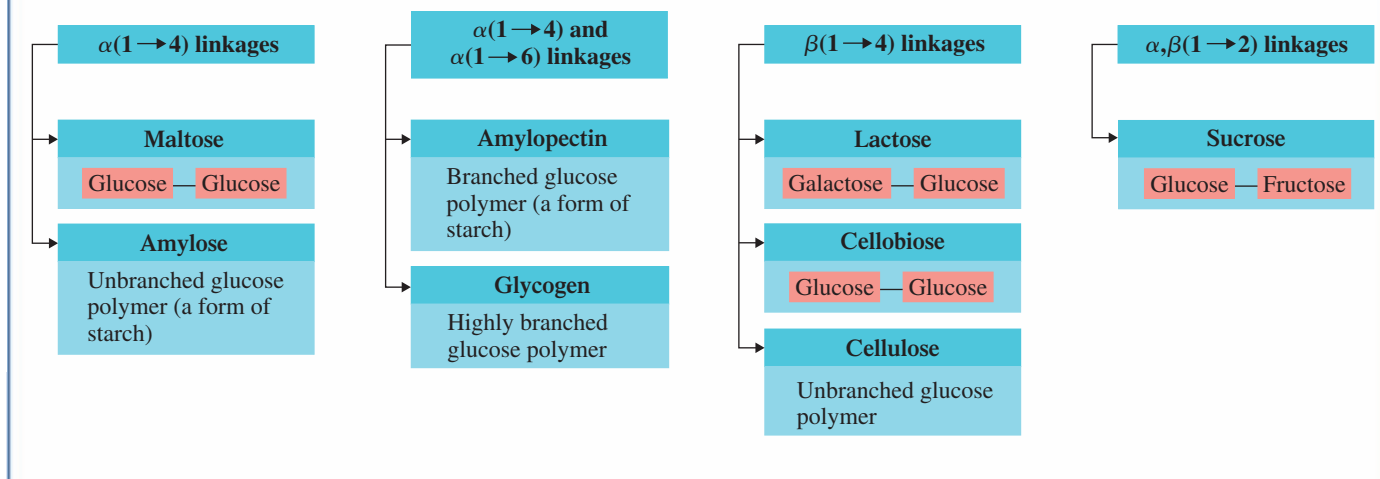 α(1→4) linkages
Maltose
Glucose — Glucose
Amylose
Unbranched glucose
polymer (a form of
starch)
α(1→4) and
α(1→6) linkages
Amylopectin
Branched glucose
polymer (a form of
starch)
Glycogen
Highly branched
glucose polymer
β(1→4) linkages
Lactose
Galactose — Glucose
Cellobiose
Glucose — Glucose
Cellulose
Unbranched glucose
polymer
α,β(1→2) linkages
Sucrose
Glucose — Fructose